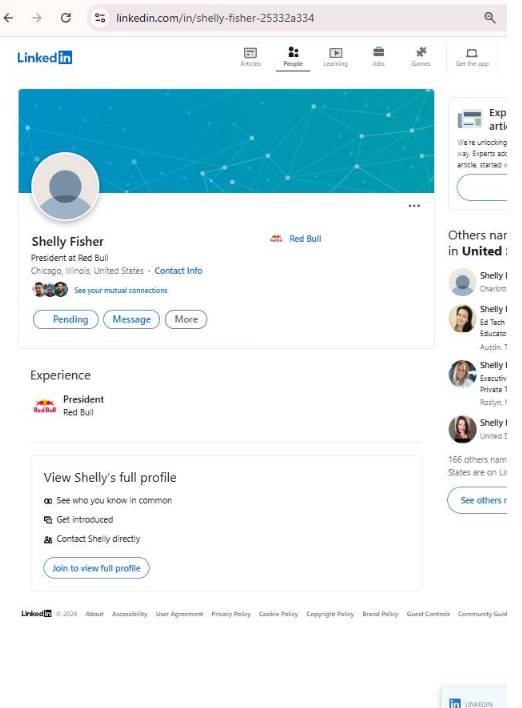 linkedin.com/in/shelly-fisher-25332a334
Linked in
Articles
People
Learning
Jobs
Games
Get the app
Shelly Fisher
President at Red Bull
Chicago, Illinois, United States · Contact Info
See your mutual connections
Pending
Message
More
Red Bull
Experience
President
Red Bull
View Shelly's full profile
See who you know in common
Get introduced
Contact Shelly directly
Join to view full profile
Exp
artic
We're unlocking
way. Experts add
article, started w
Others nam
in United S
Shelly F
Charlott
Shelly F
Ed Tech
Educato
Austin, T
Shelly F
Executiv
Private T
Roslyn, N
Shelly F
United S
166 others nam
States are on Lin
See others n
Linked in © 2024 About Accessibility User Agreement Privacy Policy Cookie Policy Copyright Policy Brand Policy Guest Controls Community Guid
in LINKEDIN